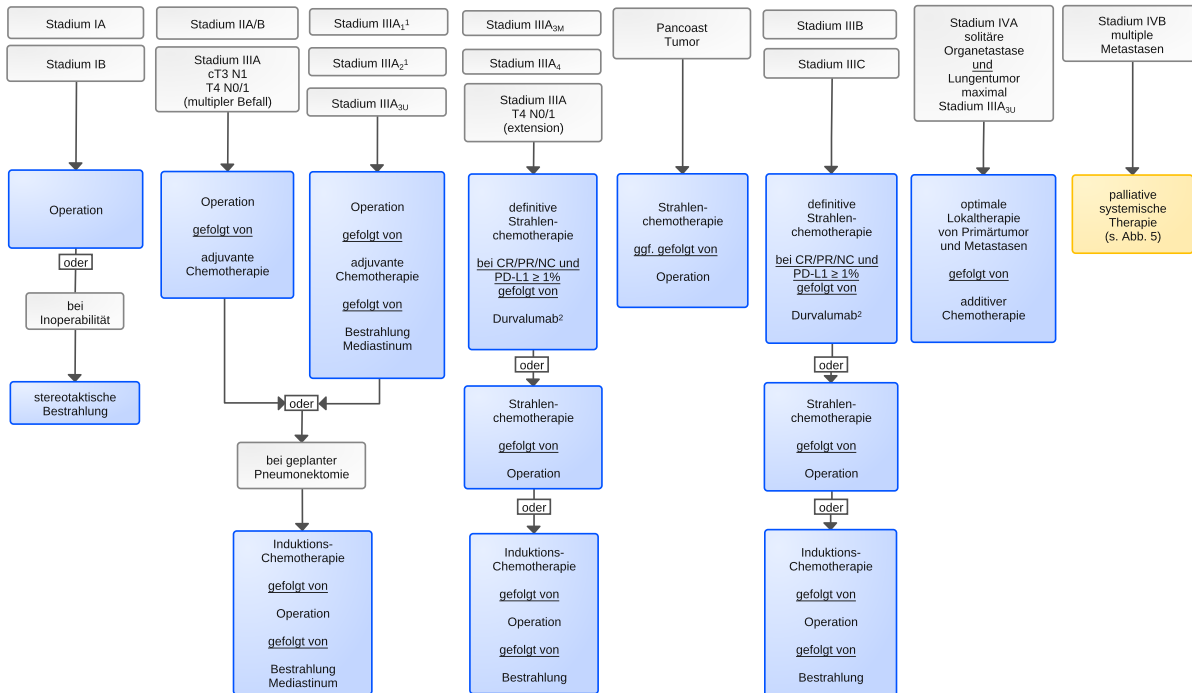 Stadium IA
Stadium IB
Operation
oder
bei
Inoperabilität
stereotaktische
Bestrahlung
Stadium IIA/B
Stadium IIIA
cT3 N1
T4 N0/1
(multipler Befall)
Operation
gefolgt von
adjuvante
Chemotherapie
Stadium IIIA₁¹
Stadium IIIA₂¹
Stadium IIIA₃U
Operation
gefolgt von
adjuvante
Chemotherapie
gefolgt von
Bestrahlung
Mediastinum
oder
bei geplanter
Pneumonektomie
Induktions-
Chemotherapie
gefolgt von
Operation
gefolgt von
Bestrahlung
Mediastinum
Stadium IIIA₃M
Stadium IIIA₄
Stadium IIIA
T4 N0/1
(extension)
definitive
Strahlen-
chemotherapie
bei CR/PR/NC und
PD-L1 ≥ 1%
gefolgt von
Durvalumab²
oder
Strahlen-
chemotherapie
gefolgt von
Operation
oder
Induktions-
Chemotherapie
gefolgt von
Operation
gefolgt von
Bestrahlung
Pancoast
Tumor
Strahlen-
chemotherapie
ggf. gefolgt von
Operation
Stadium IIIB
Stadium IIIC
definitive
Strahlen-
chemotherapie
bei CR/PR/NC und
PD-L1 ≥ 1%
gefolgt von
Durvalumab²
oder
Strahlen-
chemotherapie
gefolgt von
Operation
oder
Induktions-
Chemotherapie
gefolgt von
Operation
gefolgt von
Bestrahlung
Stadium IVA
solitäre
Organetastase
und
Lungentumor
maximal
Stadium IIIA₃U
optimale
Lokaltherapie
von Primärtumor
und Metastasen
gefolgt von
additiver
Chemotherapie
Stadium IVB
multiple
Metastasen
palliative
systemische
Therapie
(s. Abb. 5)